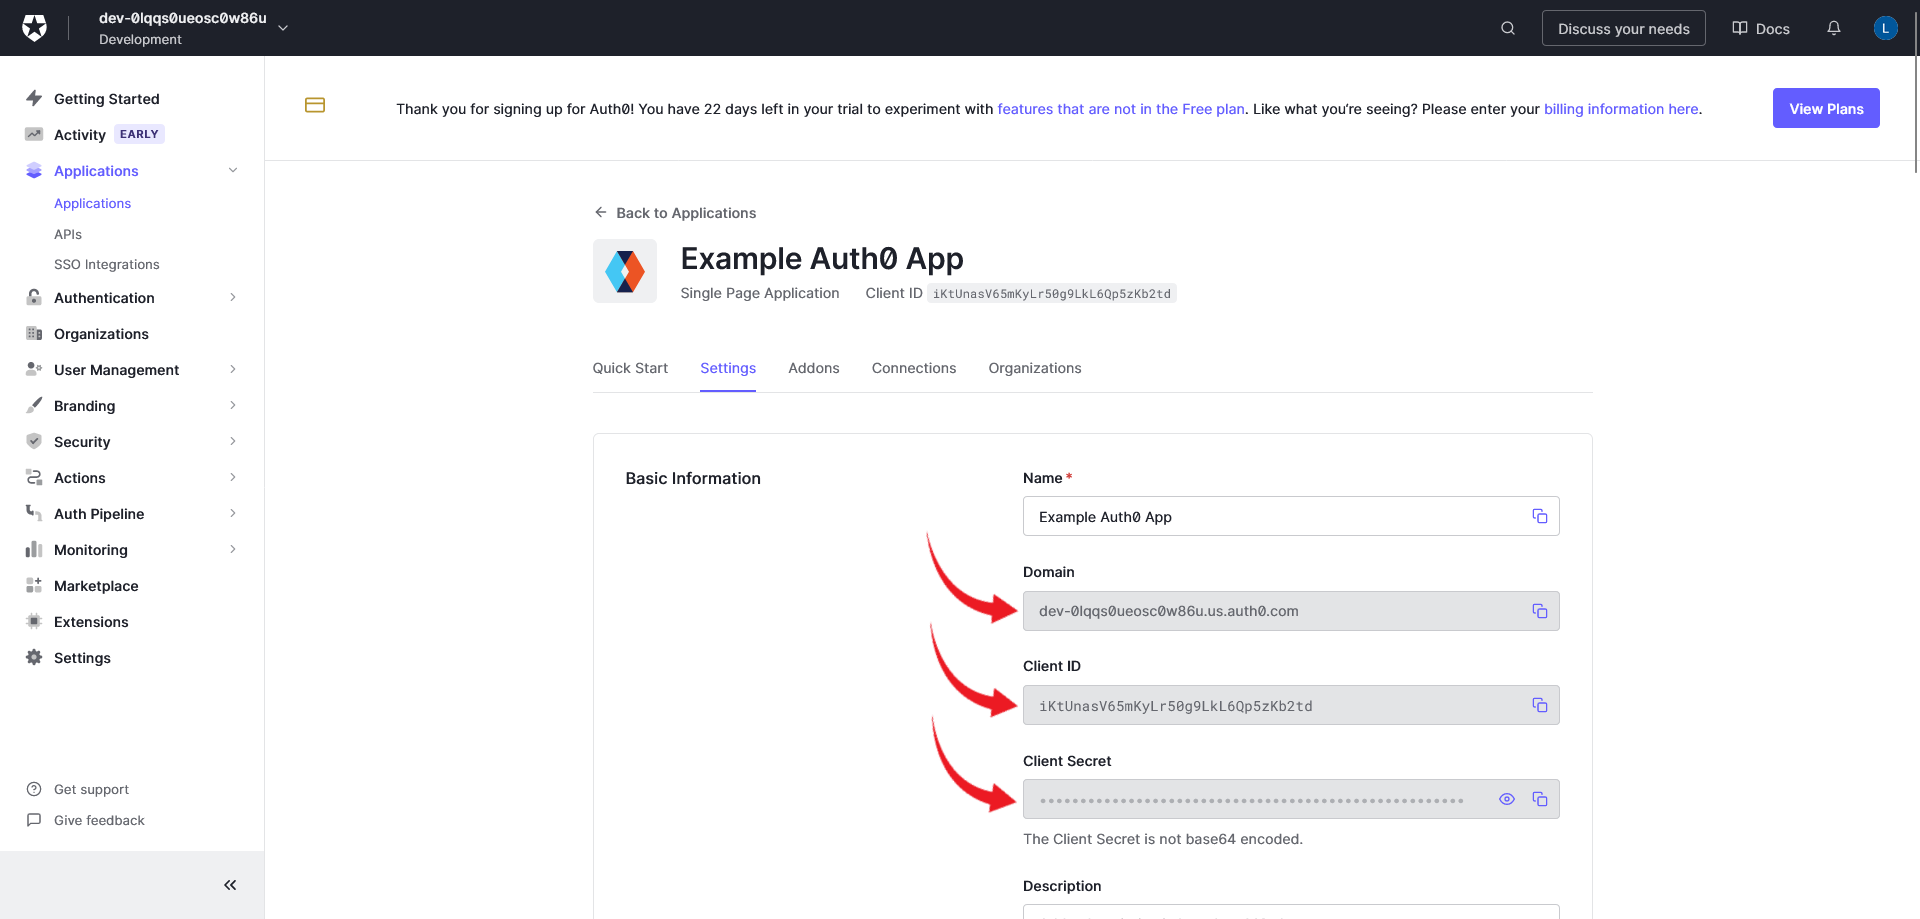 dev-0lqqs0ueosc0w86u
Development
Discuss your needs
Docs
L
Getting Started
Activity EARLY
Applications
Applications
APIs
SSO Integrations
Authentication
Organizations
User Management
Branding
Security
Actions
Auth Pipeline
Monitoring
Marketplace
Extensions
Settings
Get support
Give feedback
Thank you for signing up for Auth0! You have 22 days left in your trial to experiment with features that are not in the Free plan. Like what you're seeing? Please enter your billing information here.
View Plans
Back to Applications
Example Auth0 App
Single Page Application Client ID iKtUnasV65mKyLr50g9LkL6Qp5zKb2td
Quick Start Settings Addons Connections Organizations
Basic Information
Name *
Example Auth0 App
Domain
dev-0lqqs0ueosc0w86u.us.auth0.com
Client ID
iKtUnasV65mKyLr50g9LkL6Qp5zKb2td
Client Secret
The Client Secret is not base64 encoded.
Description